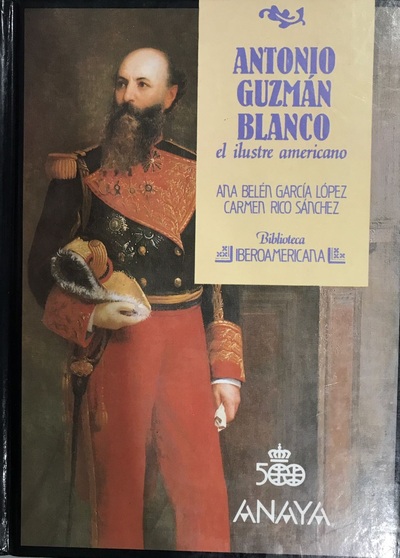 ANTONIO
GUZMÁN
BLANCO
el ilustre americano
ANA BELÉN GARCÍA LÓPEZ
CARMEN RICO SÁNCHEZ
Biblioteca
IBEROAMERICANA
500
ANAYA